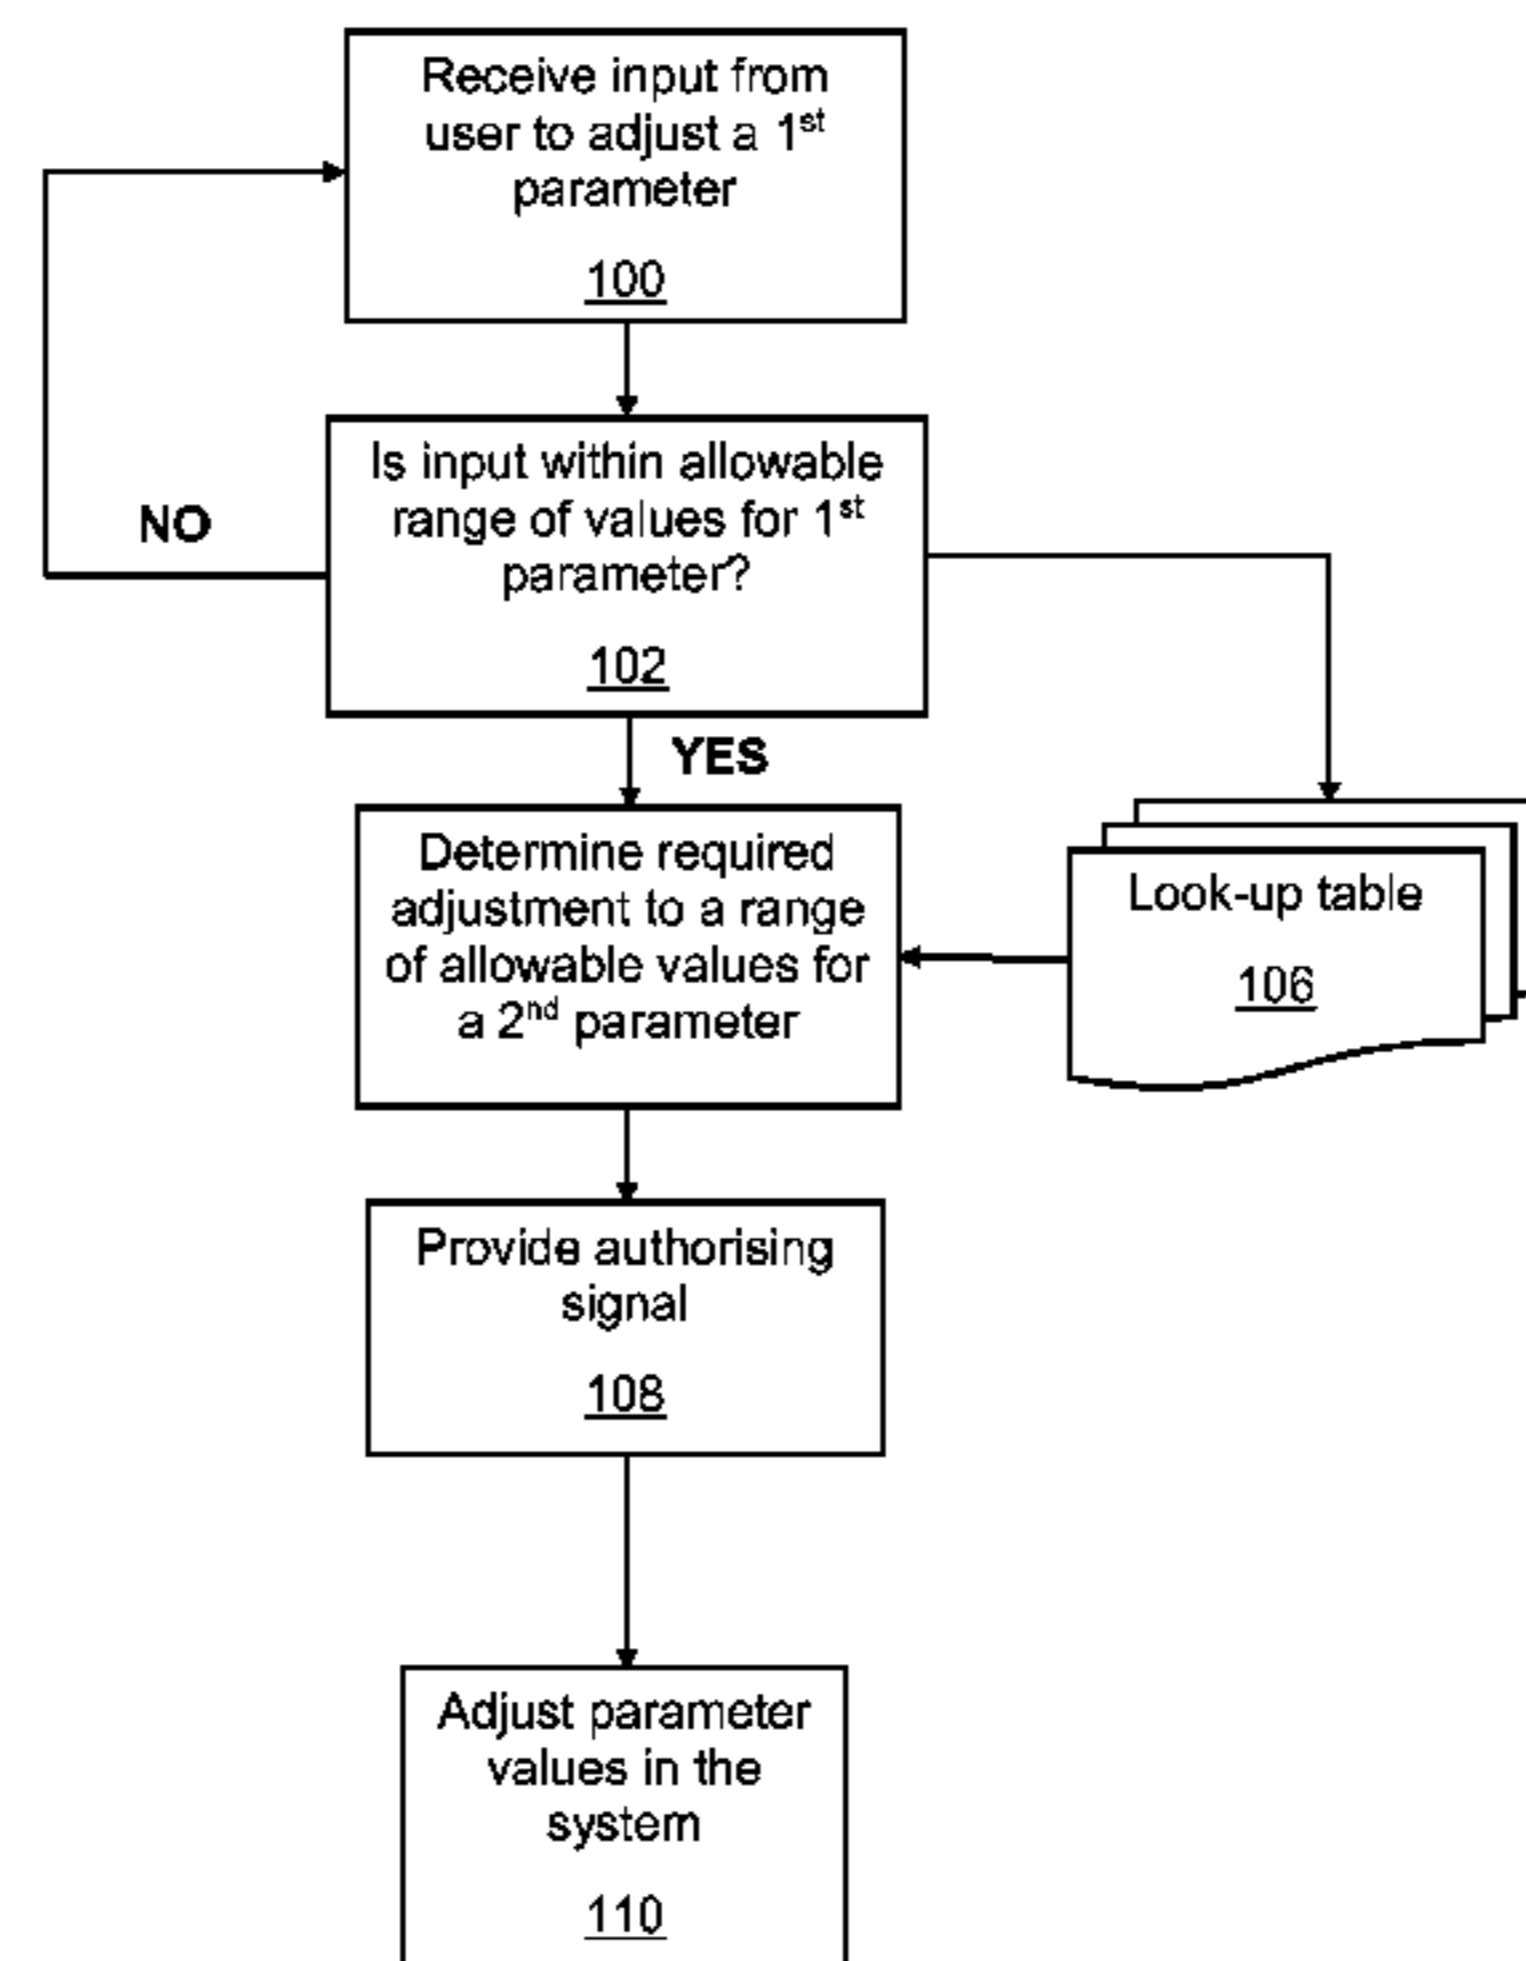 Receive input from
user to adjust a 1st
parameter
100
Is input within allowable
range of values for 1st
parameter?
102
NO
YES
Determine required
adjustment to a range
of allowable values for
a 2nd parameter
Look-up table
106
Provide authorising
signal
108
Adjust parameter
values in the
system
110